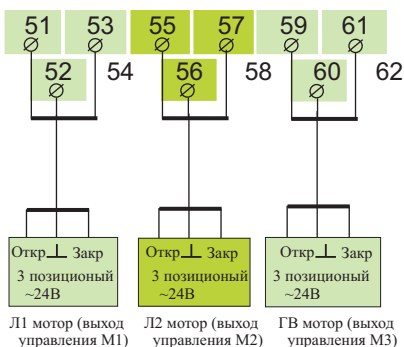 51 53 55 57 59 61
52 54 56 58 60 62
Откр Закр Откр Закр Откр Закр
3 позиционый 3 позиционый 3 позиционый
~24В ~24В ~24В
Л1 мотор (выход Л2 мотор (выход ГВ мотор (выход
управления М1) управления М2) управления М3)